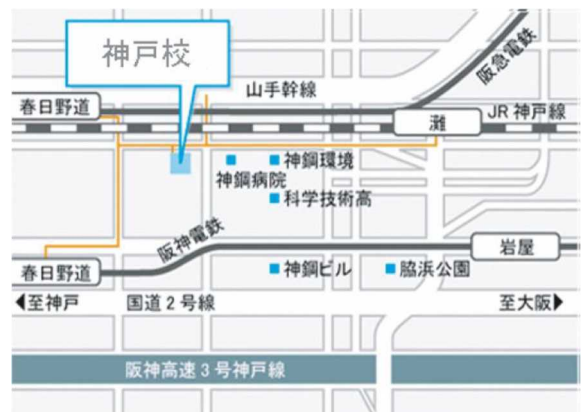 神戸校
阪急電鉄
山手幹線
春日野道
灘
JR 神戸線
神鋼環境
神鋼病院
科学技術高
阪神電鉄
岩屋
春日野道
神鋼ビル
脇浜公園
◀至神戸
国道2号線
至大阪▶
阪神高速3号神戸線